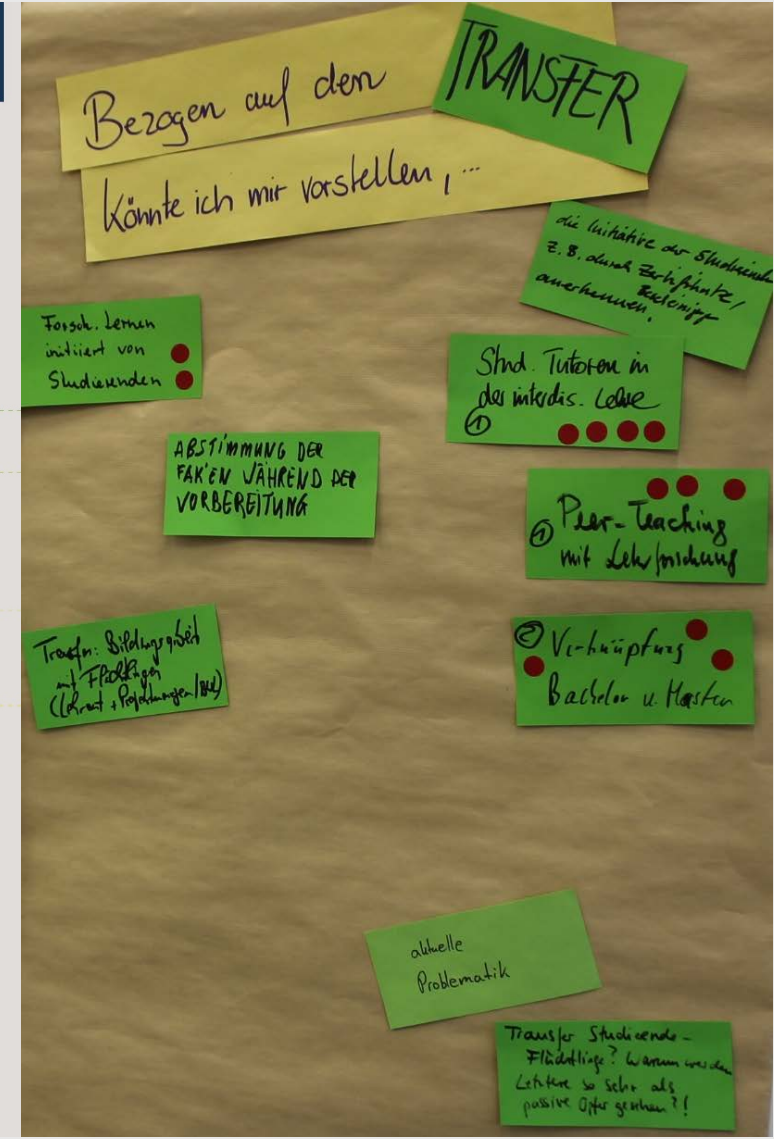 Bezogen auf den
TRANSFER
könnte ich mir vorstellen, ...
die Initiative der Studierenden
z.B. durch Zertifikate/
anerkennen.
Forsch. Lernen
initiiert von
Studierenden
Stud. Tutoren in
der interdis. Lehre
1
ABSTIMMUNG DER
FAK'EN WÄHREND DER
VORBEREITUNG
1 Peer-Teaching
mit Lehrforschung
Transfer: Bildungsarbeit
mit Flüchtlingen
(Lehramt +
2 Verknüpfung
Bachelor u. Master
aktuelle
Problematik
Transfer Studierende -
Flüchtlinge? Warum werden
Letztere so sehr als
passive Opfer gesehen?!